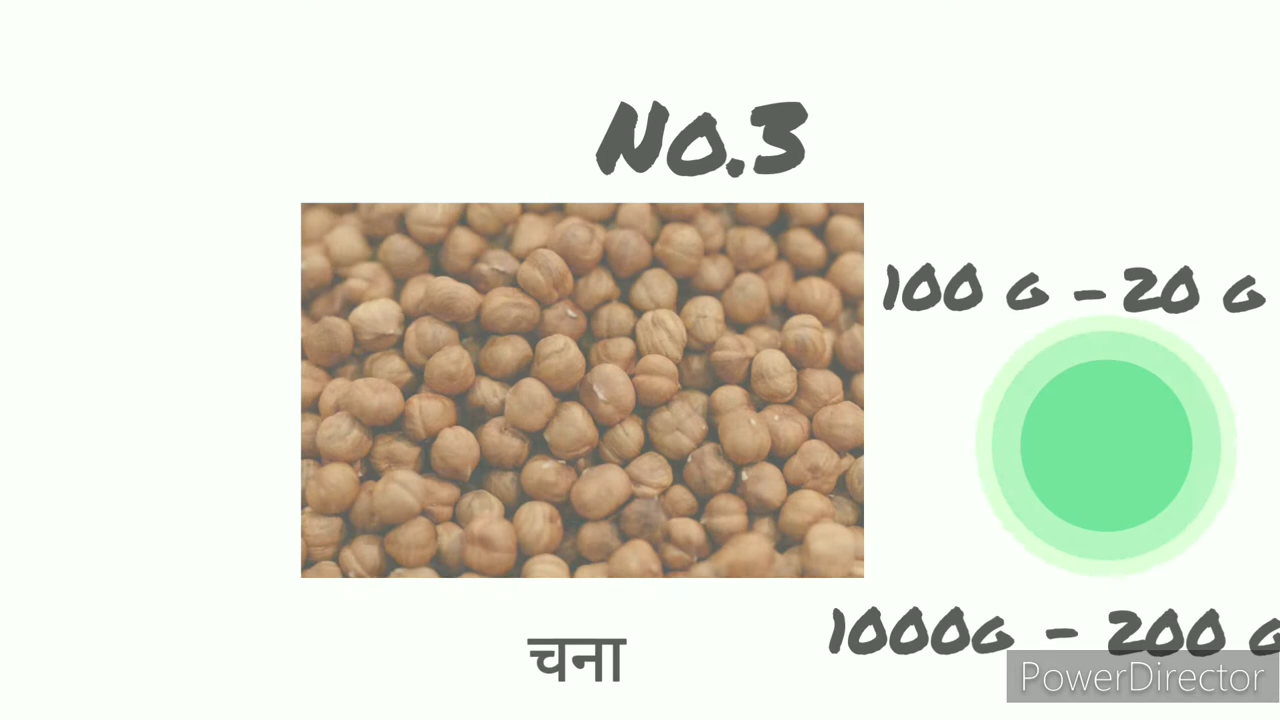 No.3
100 G - 20 G
चना
1000G - 200 G
PowerDirector